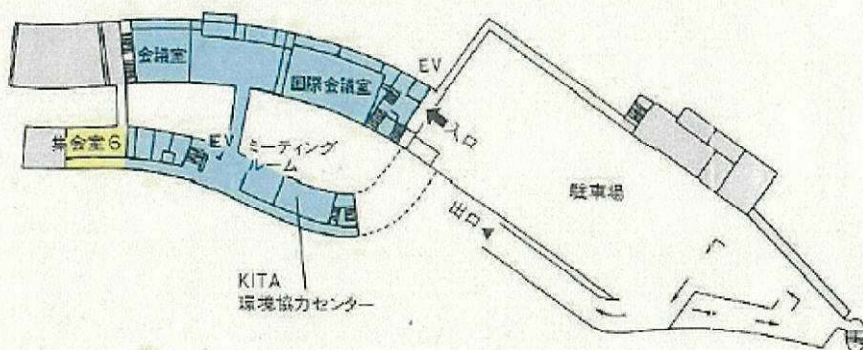 会議室
国際会議室
EV
入口
集会室6
EV
ミーティング
ルーム
駐車場
出口
KITA
環境協力センター